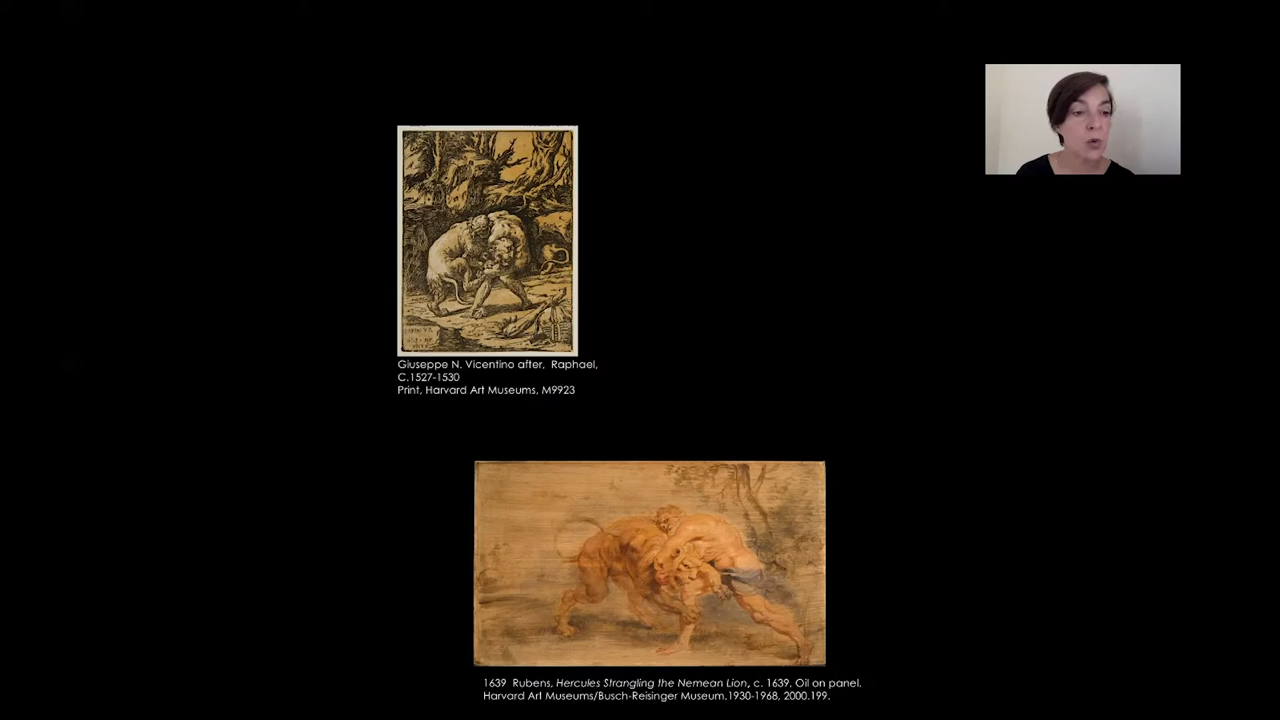 Giuseppe N. Vicentino after, Raphael,
C.1527-1530
Print, Harvard Art Museums, M9923
1639 Rubens, Hercules Strangling the Nemean Lion, c. 1639. Oil on panel.
Harvard Art Museums/Busch-Reisinger Museum.1930-1968, 2000.199.